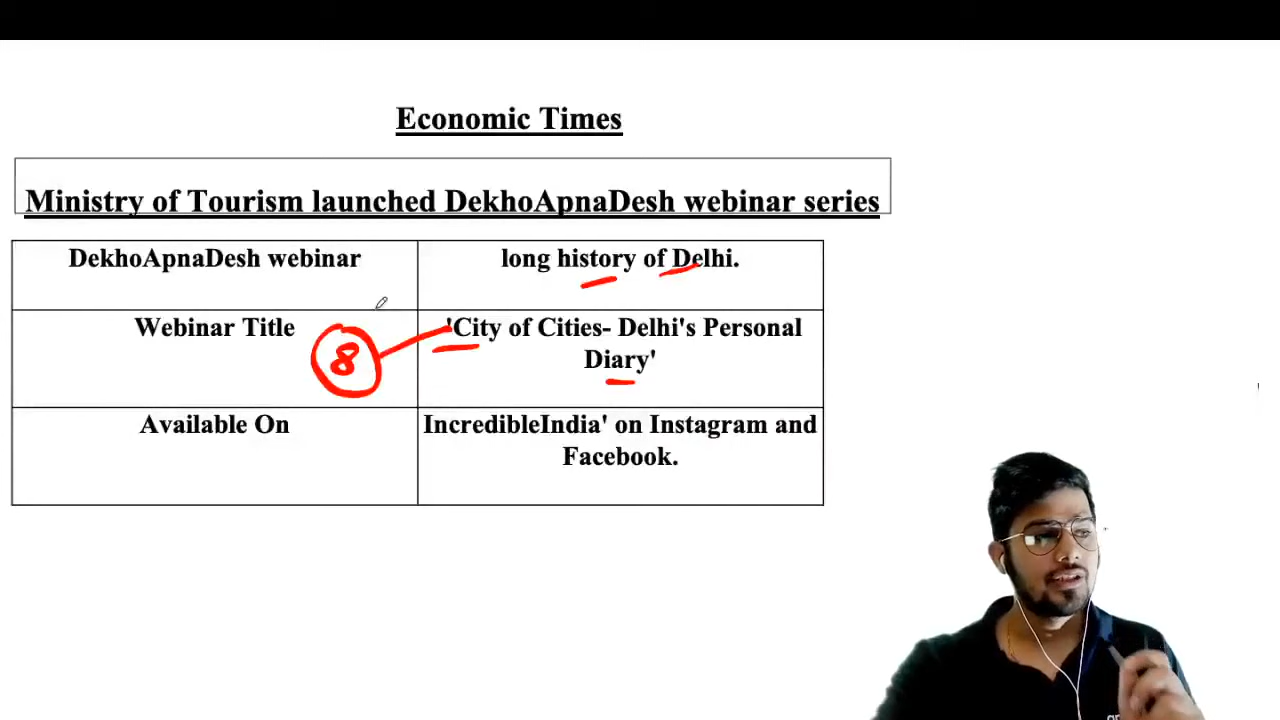 Economic Times
Ministry of Tourism launched DekhoApnaDesh webinar series
DekhoApnaDesh webinar
long history of Delhi.
Webinar Title
8
'City of Cities- Delhi's Personal
Diary'
Available On
IncredibleIndia' on Instagram and
Facebook.